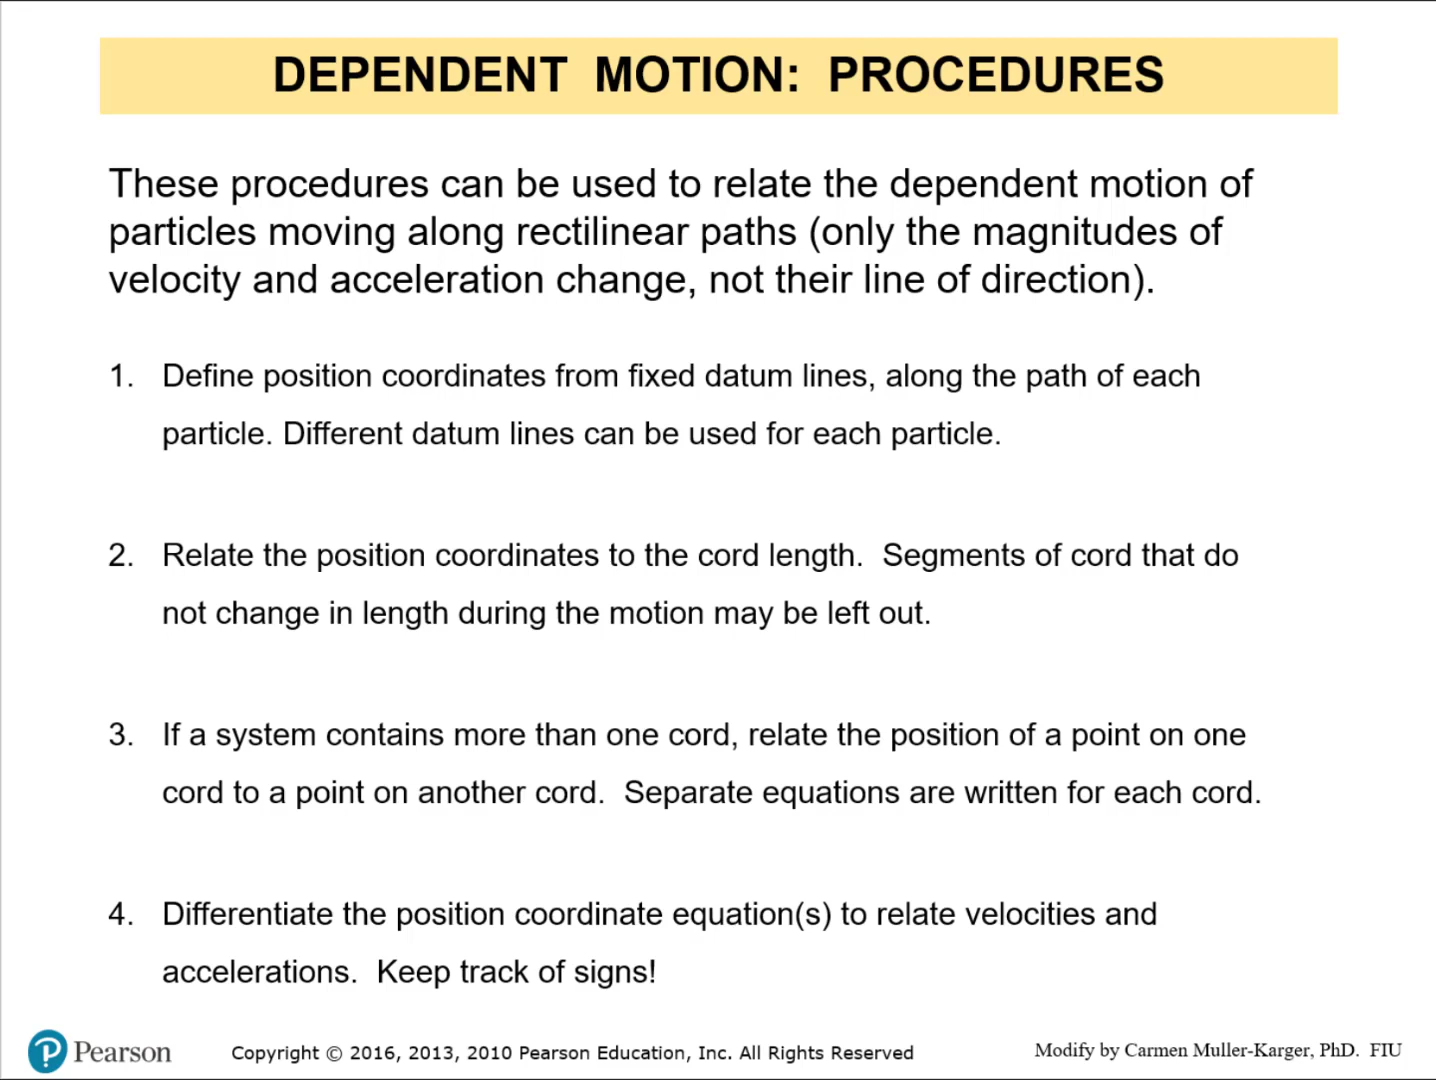 DEPENDENT MOTION: PROCEDURES
These procedures can be used to relate the dependent motion of
particles moving along rectilinear paths (only the magnitudes of
velocity and acceleration change, not their line of direction).
1. Define position coordinates from fixed datum lines, along the path of each
particle. Different datum lines can be used for each particle.
2. Relate the position coordinates to the cord length. Segments of cord that do
not change in length during the motion may be left out.
3. If a system contains more than one cord, relate the position of a point on one
cord to a point on another cord. Separate equations are written for each cord.
4. Differentiate the position coordinate equation(s) to relate velocities and
accelerations. Keep track of signs!
Pearson
Copyright © 2016, 2013, 2010 Pearson Education, Inc. All Rights Reserved
Modify by Carmen Muller-Karger, PhD. FIU